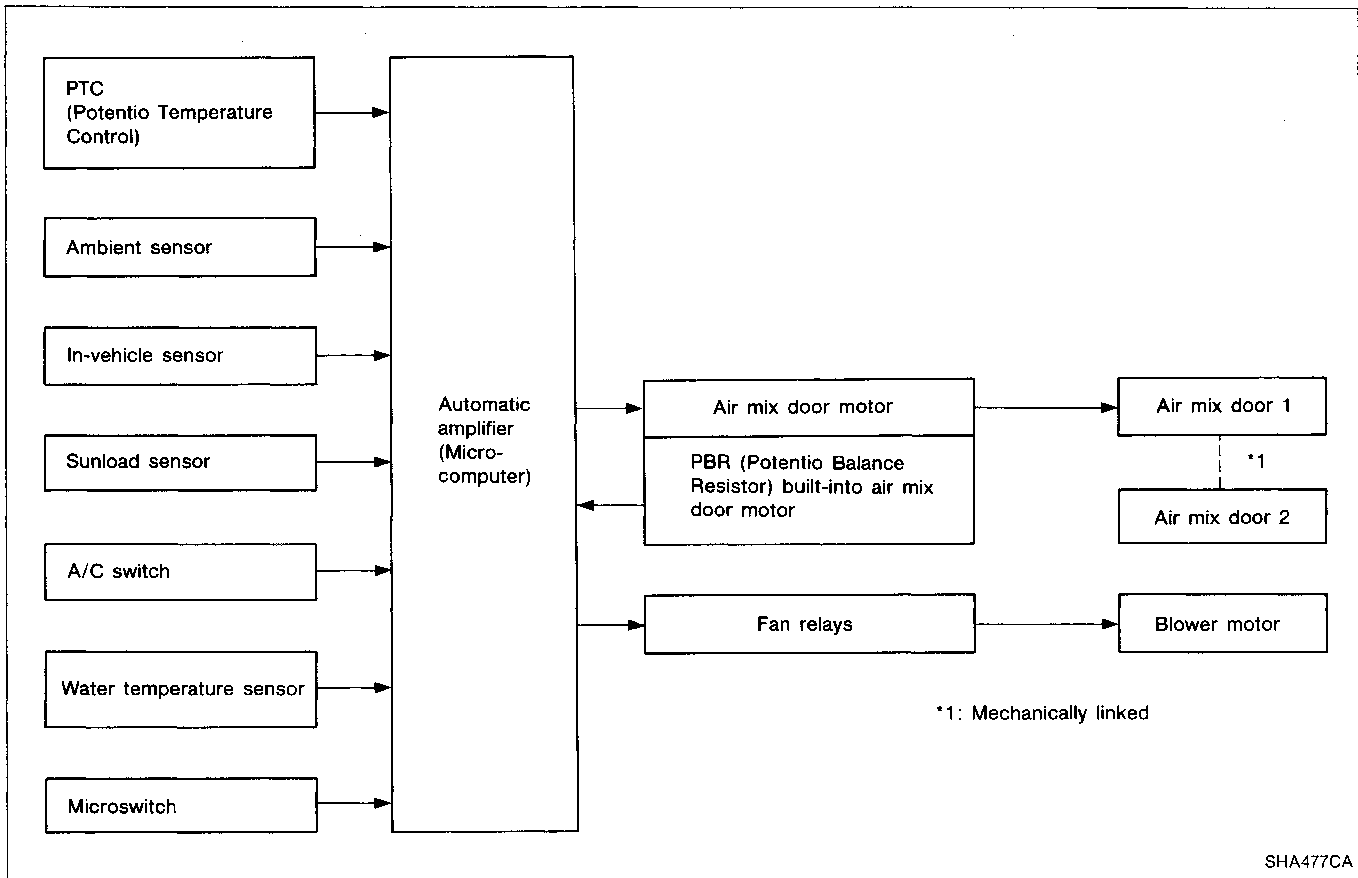 PTC
(Potentio Temperature
Control)
Ambient sensor
In-vehicle sensor
Sunload sensor
A/C switch
Water temperature sensor
Microswitch
Automatic
amplifier
(Micro-
computer)
Air mix door motor
PBR (Potentio Balance
Resistor) built-into air mix
door motor
Fan relays
Air mix door 1
*1
Air mix door 2
Blower motor
*1: Mechanically linked
SHA477CA